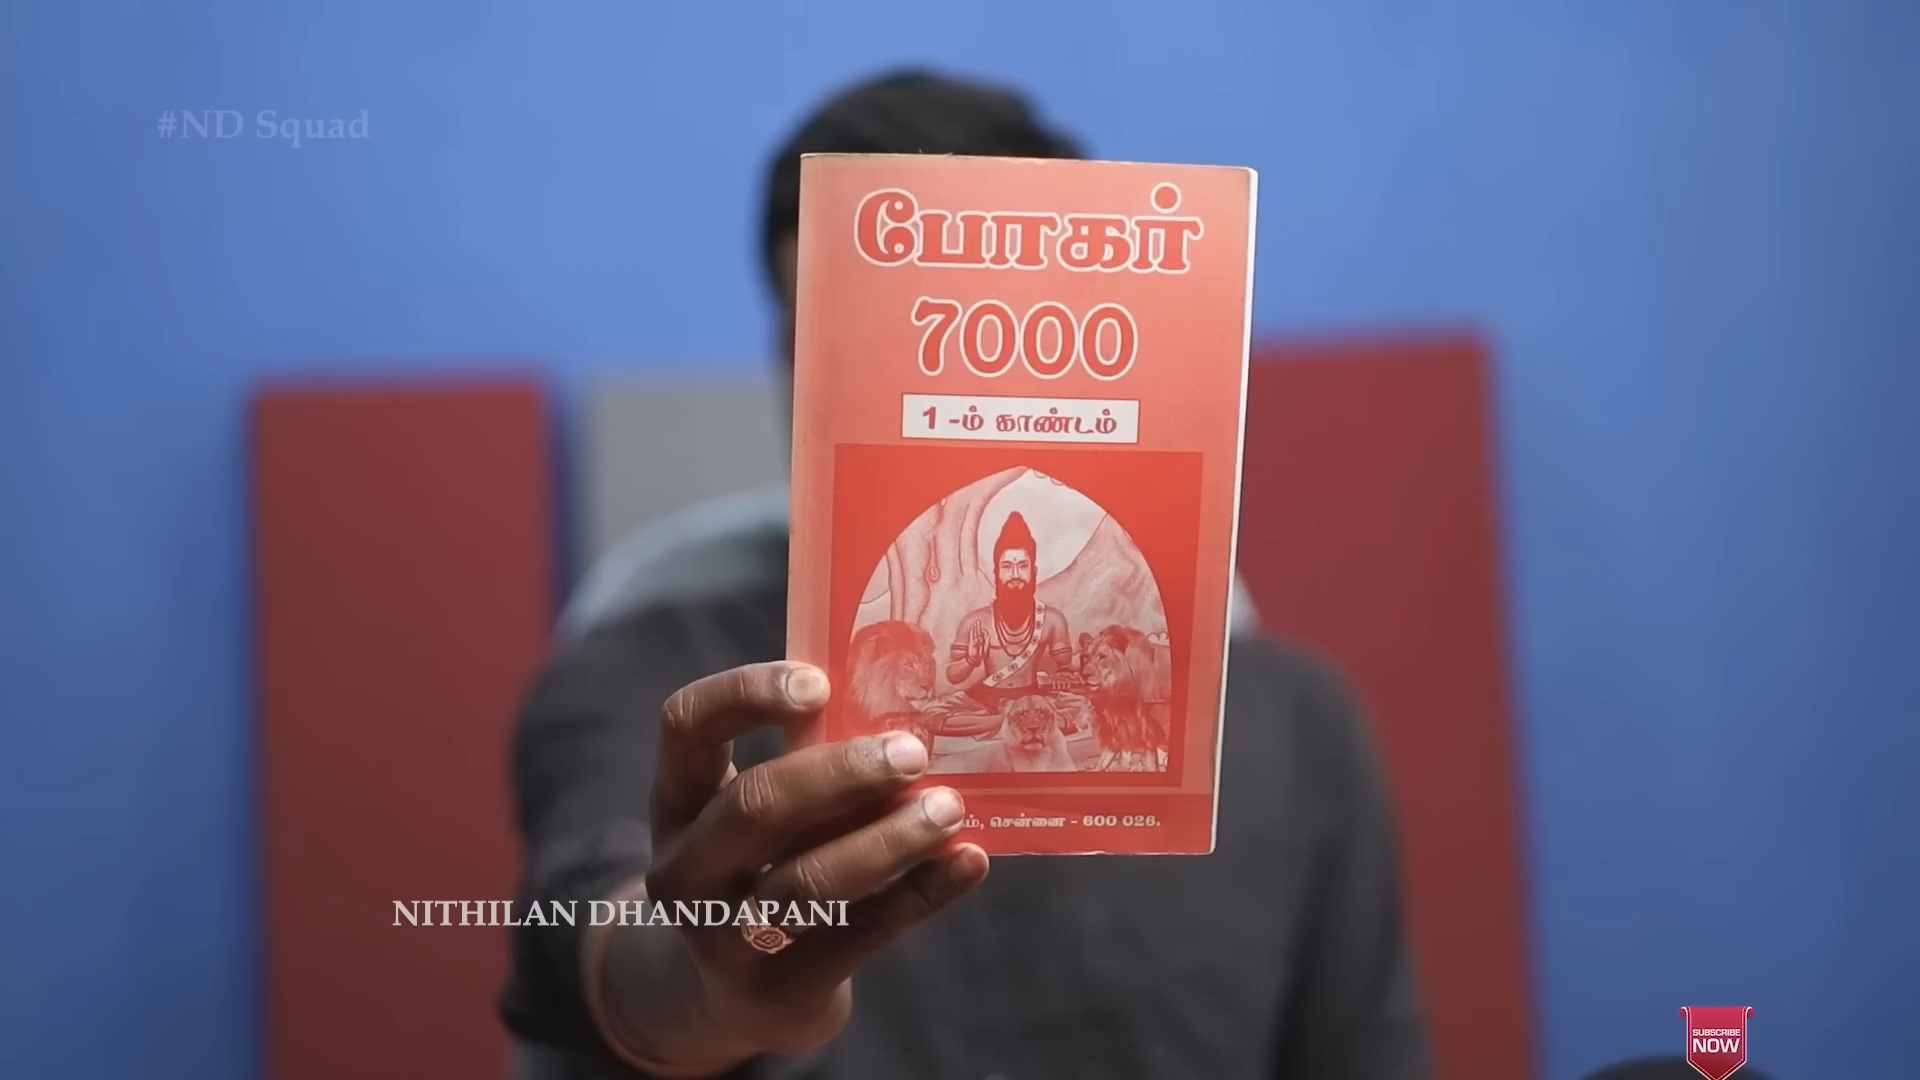 #ND Squad
போகர்
7000
1 -ம் காண்டம்
சென்னை - 600 026.
NITHILAN DHANDAPANI
SUBSCRIBE
NOW